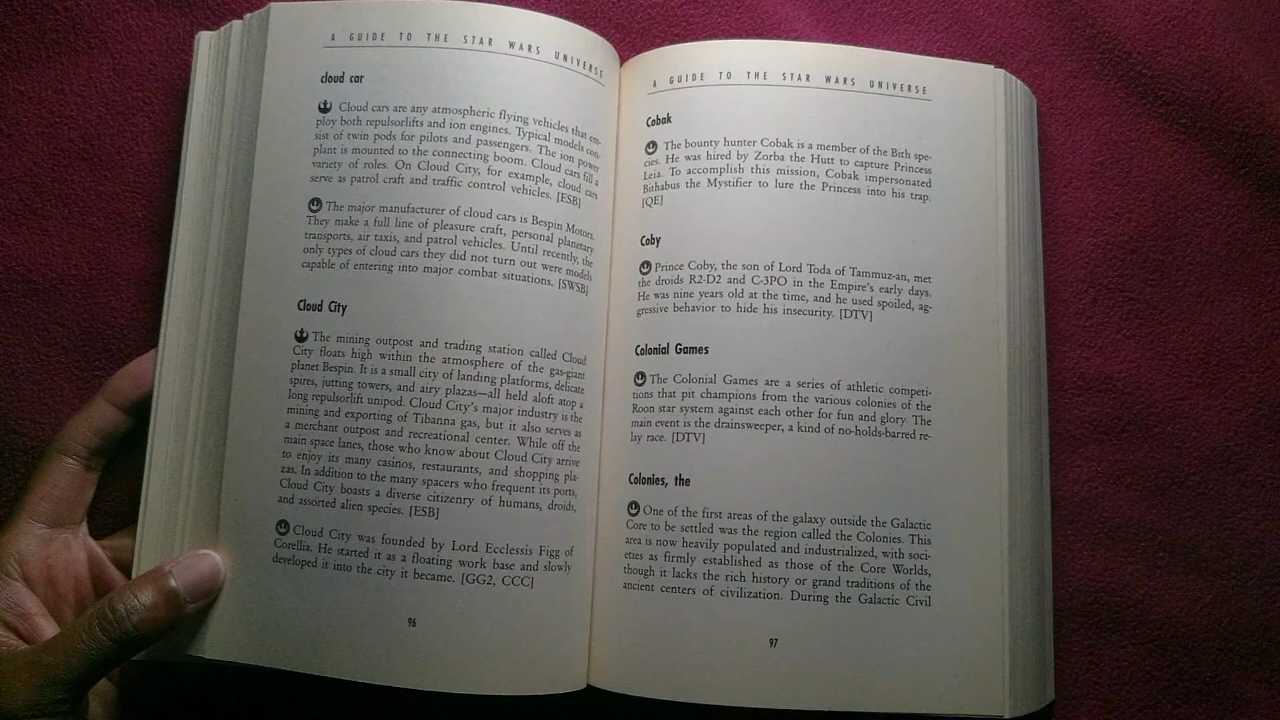 A GUIDE TO THE STAR WARS UNIVERSE
cloud car
Cloud cars are any atmospheric flying vehicles that em-
ploy both repulsorlifts and ion engines. Typical models con-
sist of twin pods for pilots and passengers. The ion power
plant is mounted to the connecting boom. Cloud cars fill a
variety of roles. On Cloud City, for example, cloud cars
serve as patrol craft and traffic control vehicles. [ESB]
The major manufacturer of cloud cars is Bespin Motors.
They make a full line of pleasure craft, personal planetary
transports, air taxis, and patrol vehicles. Until recently, the
only types of cloud cars they did not turn out were models
capable of entering into major combat situations. [SWSB]
Cloud City
The mining outpost and trading station called Cloud
City floats high within the atmosphere of the gas-giant
planet Bespin. It is a small city of landing platforms, delicate
spires, jutting towers, and airy plazas—all held aloft atop a
long repulsorlift unipod. Cloud City's major industry is the
mining and exporting of Tibanna gas, but it also serves as
a merchant outpost and recreational center. While off the
main space lanes, those who know about Cloud City arrive
to enjoy its many casinos, restaurants, and shopping pla-
zas. In addition to the many spacers who frequent its ports,
Cloud City boasts a diverse citizenry of humans, droids,
and assorted alien species. [ESB]
Cloud City was founded by Lord Ecclessis Figg of
Corellia. He started it as a floating work base and slowly
developed it into the city it became. [GG2, CCC]
96
A GUIDE TO THE STAR WARS UNIVERSE
Cobak
The bounty hunter Cobak is a member of the Bith spe-
cies. He was hired by Zorba the Hutt to capture Princess
Leia. To accomplish this mission, Cobak impersonated
Bithabus the Mystifier to lure the Princess into his trap.
[QE]
Coby
Prince Coby, the son of Lord Toda of Tammuz-an, met
the droids R2-D2 and C-3PO in the Empire's early days.
He was nine years old at the time, and he used spoiled, ag-
gressive behavior to hide his insecurity. [DTV]
Colonial Games
The Colonial Games are a series of athletic competi-
tions that pit champions from the various colonies of the
Roon star system against each other for fun and glory. The
main event is the drainsweeper, a kind of no-holds-barred re-
lay race. [DTV]
Colonies, the
One of the first areas of the galaxy outside the Galactic
Core to be settled was the region called the Colonies. This
area is now heavily populated and industrialized, with soci-
eties as firmly established as those of the Core Worlds,
though it lacks the rich history or grand traditions of the
ancient centers of civilization. During the Galactic Civil
97